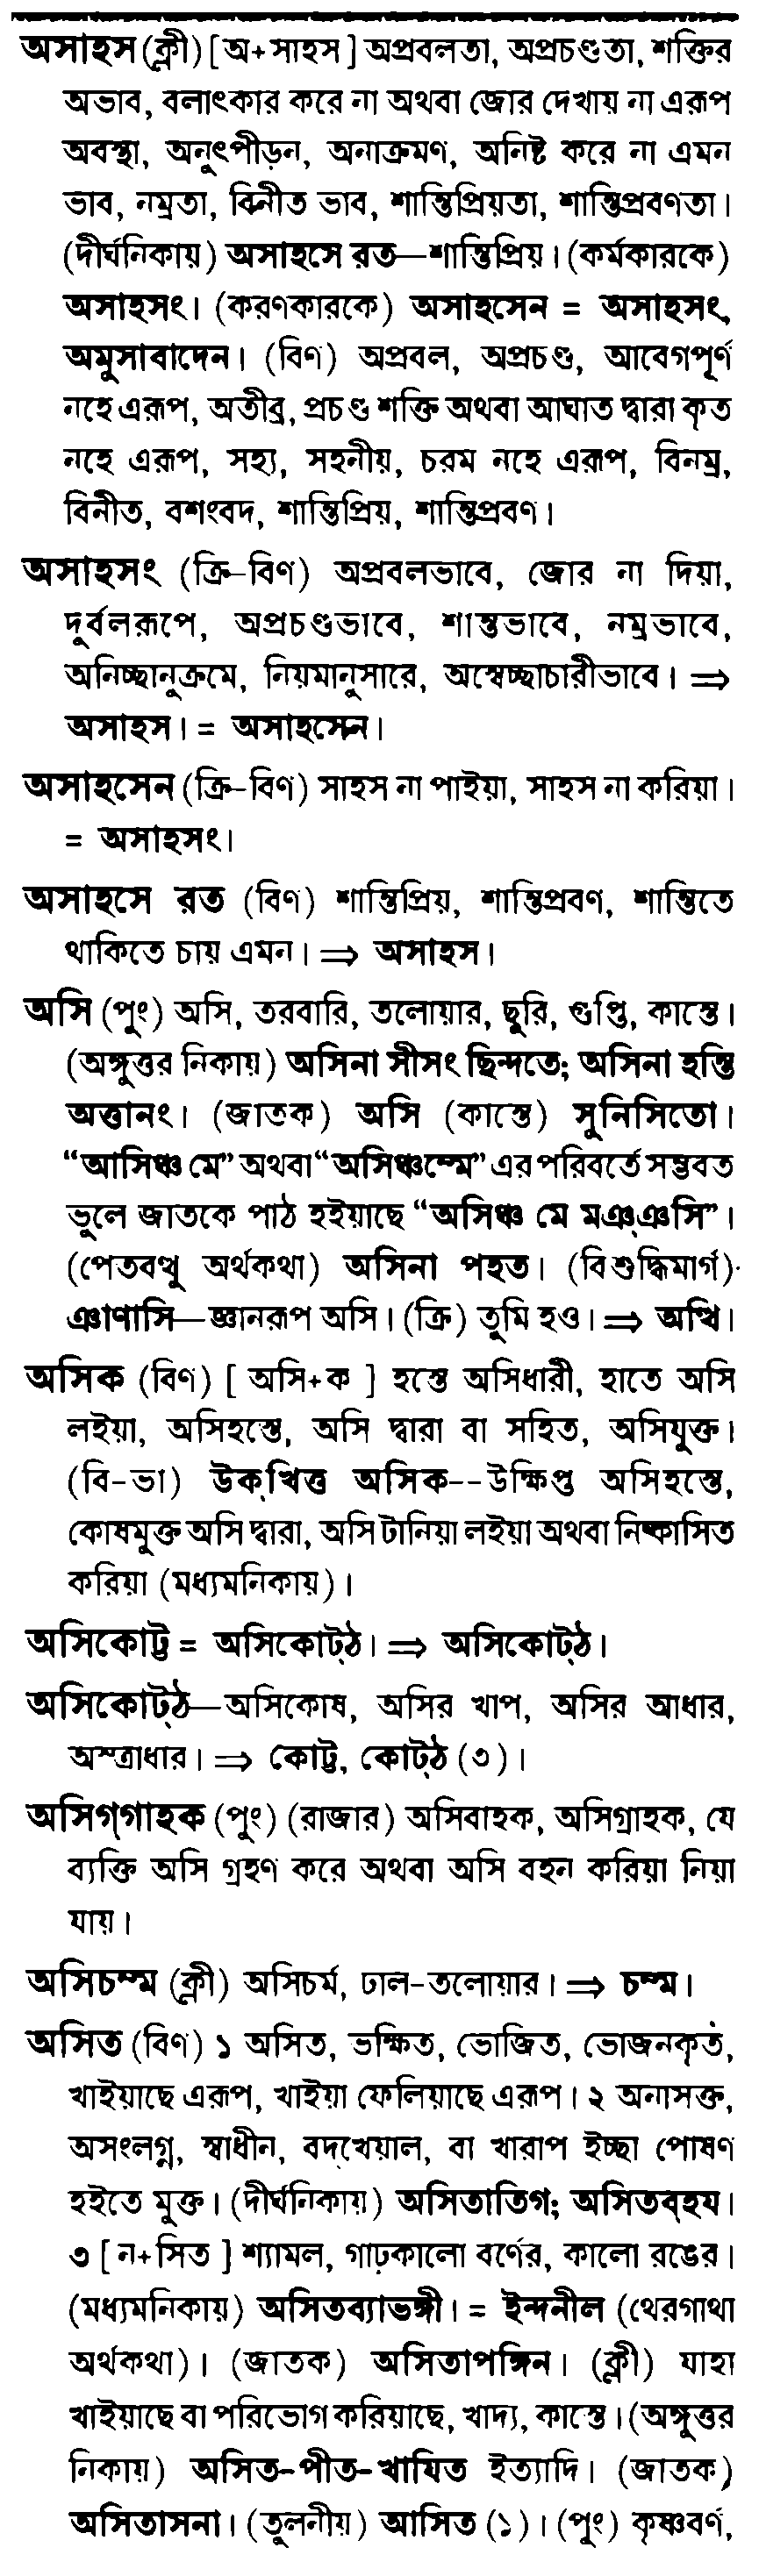 অসাহস (ক্লী) [ অ+ সাহস ] অপ্রবলতা, অপ্রচণ্ডতা, শক্তির
অভাব, বলাৎকার করে না অথবা জোর দেখায় না এরূপ
অবস্থা, অনুৎপীড়ন, অনাক্রমণ, অনিষ্ট করে না এমন
ভাব, নম্রতা, বিনীত ভাব, শান্তিপ্রিয়তা, শান্তিপ্রবণতা।
(দীর্ঘনিকায়) অসাহসে রত—শান্তিপ্রিয়। (কর্মকারকে)
অসাহসং। (করণকারকে) অসাহসেন = অসাহসং,
অমুসাবাদেন। (বিণ) অপ্রবল, অপ্রচণ্ড, আবেগপূর্ণ
নহে এরূপ, অতীব্র, প্রচণ্ড শক্তি অথবা আঘাত দ্বারা কৃত
নহে এরূপ, সহ্য, সহনীয়, চরম নহে এরূপ, বিনম্র,
বিনীত, বশংবদ, শান্তিপ্রিয়, শান্তিপ্রবণ।
অসাহসং (ক্রি-বিণ) অপ্রবলভাবে, জোর না দিয়া,
দুর্বলরূপে, অপ্রচণ্ডভাবে, শান্তভাবে, নম্রভাবে,
অনিচ্ছানুক্রমে, নিয়মানুসারে, অস্বেচ্ছাচারীভাবে। ⇒
অসাহস। = অসাহসেন।
অসাহসেন (ক্রি-বিণ) সাহস না পাইয়া, সাহস না করিয়া।
= অসাহসং।
অসাহসে রত (বিণ) শান্তিপ্রিয়, শান্তিপ্রবণ, শান্তিতে
থাকিতে চায় এমন। ⇒ অসাহস।
অসি (পুং) অসি, তরবারি, তলোয়ার, ছুরি, গুপ্তি, কাস্তে।
(অঙ্গুত্তর নিকায়) অসিনা সীসং ছিন্দতে; অসিনা হন্তি
অত্তানং। (জাতক) অসি (কাস্তে) সুনিসিতো।
“আসিঞ্চ মে” অথবা “অসিঞ্চম্মে” এর পরিবর্তে সম্ভবত
ভুলে জাতকে পাঠ হইয়াছে “অসিঞ্চ মে মঞ্ঞসি”।
(পেতবত্থু অর্থকথা) অসিনা পহত। (বিশুদ্ধিমার্গ)
ঞাণাসি—জ্ঞানরূপ অসি। (ক্রি) তুমি হও। ⇒ অত্থি।
অসিক (বিণ) [ অসি+ক ] হস্তে অসিধারী, হাতে অসি
লইয়া, অসিহস্তে, অসি দ্বারা বা সহিত, অসিযুক্ত।
(বি-ভা) উক্‌খিত্ত অসিক--উক্ষিপ্ত অসিহস্তে,
কোষমুক্ত অসি দ্বারা, অসি টানিয়া লইয়া অথবা নিষ্কাসিত
করিয়া (মধ্যমনিকায়)।
অসিকোট্ট = অসিকোট্‌ঠ। ⇒ অসিকোট্‌ঠ।
অসিকোট্‌ঠ—অসিকোষ, অসির খাপ, অসির আধার,
অস্ত্রাধার। ⇒ কোট্ট, কোট্‌ঠ (৩)।
অসিগ্‌গাহক (পুং) (রাজার) অসিবাহক, অসিগ্রাহক, যে
ব্যক্তি অসি গ্রহণ করে অথবা অসি বহন করিয়া নিয়া
যায়।
অসিচম্ম (ক্লী) অসিচর্ম, ঢাল-তলোয়ার। ⇒ চম্ম।
অসিত (বিণ) ১ অসিত, ভক্ষিত, ভোজিত, ভোজনকৃত,
খাইয়াছে এরূপ, খাইয়া ফেলিয়াছে এরূপ। ২ অনাসক্ত,
অসংলগ্ন, স্বাধীন, বদ্‌খেয়াল, বা খারাপ ইচ্ছা পোষণ
হইতে মুক্ত। (দীর্ঘনিকায়) অসিতাতিগ; অসিতব্‌হয।
৩ [ ন+সিত ] শ্যামল, গাঢ়কালো বর্ণের, কালো রঙের।
(মধ্যমনিকায়) অসিতব্যাভঙ্গী। = ইন্দনীল (থেরগাথা
অর্থকথা)। (জাতক) অসিতাপঙ্গিন। (ক্লী) যাহা
খাইয়াছে বা পরিভোগ করিয়াছে, খাদ্য, কাস্তে। (অঙ্গুত্তর
নিকায়) অসিত-পীত-খাযিত ইত্যাদি। (জাতক)
অসিতাসনা। (তুলনীয়) আসিত (১)। (পুং) কৃষ্ণবর্ণ,